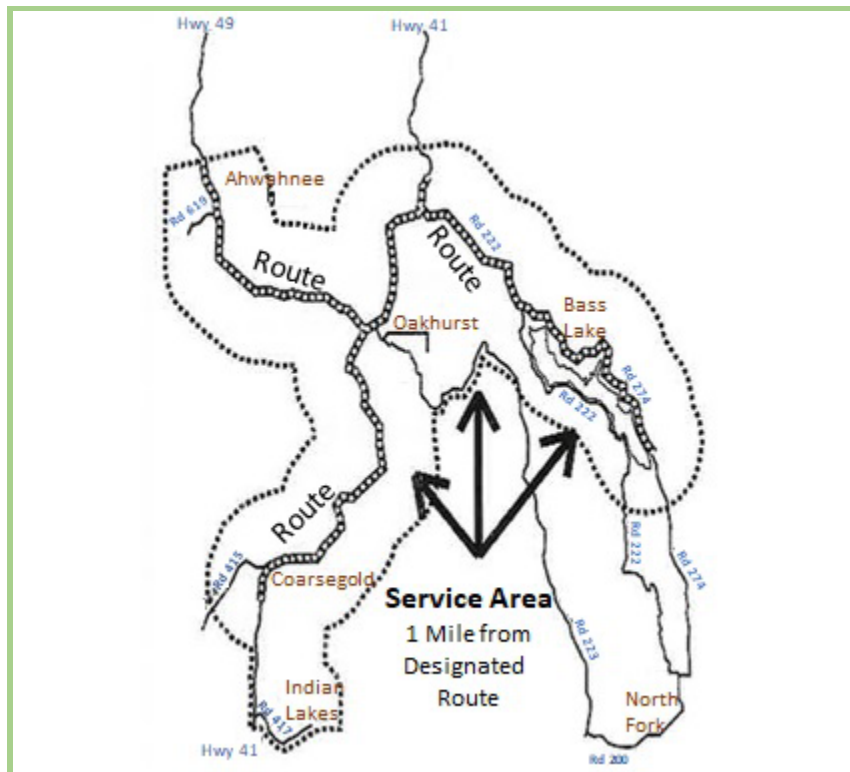 Hwy 49
Hwy 41
Ahwahnee
Rd 619
Rd 222
Route
Route
Bass
Lake
Oakhurst
Rd 274
Rd 222
Route
Rd 415
Coarsegold
Rd 222
Rd 274
Service Area
1 Mile from
Designated
Route
Rd 223
Indian
Lakes
North
Fork
Rd 417
Hwy 41
Rd 200